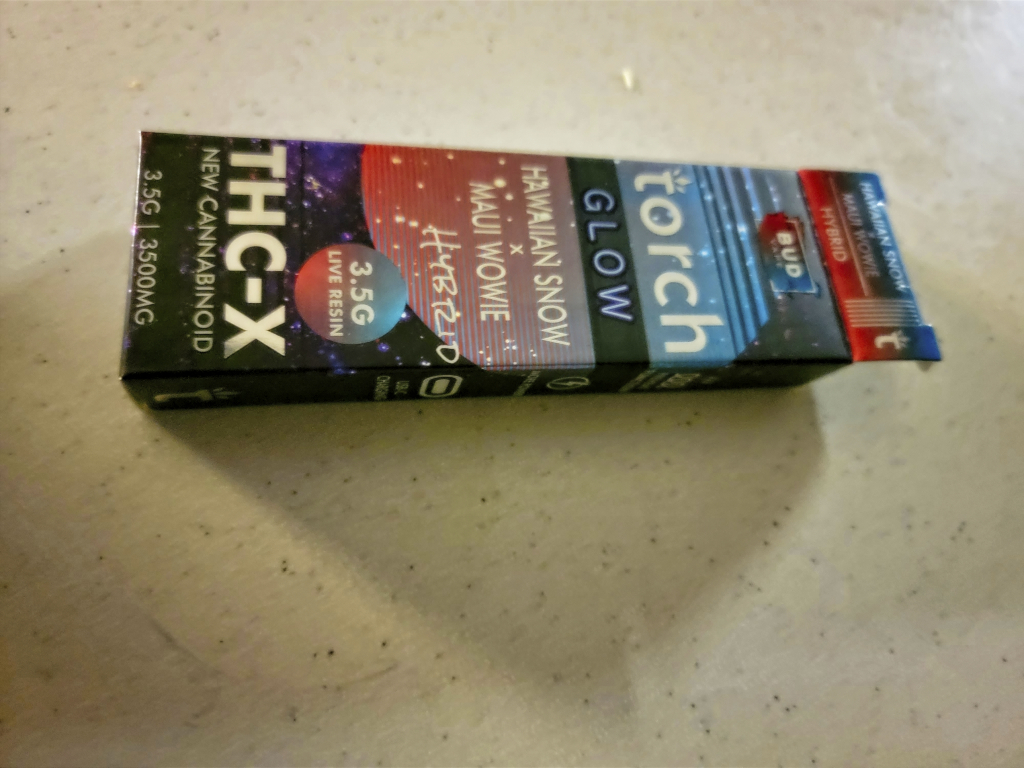 HAWAIIAN SNOW
MAUI WOWIE
HYBRID
BUD
torch
GLOW
HAWAIIAN SNOW
x
MAUI WOWIE
HYBRID
3.5G
LIVE RESIN
THC-X
NEW CANNABINOID
3.5G | 3500MG